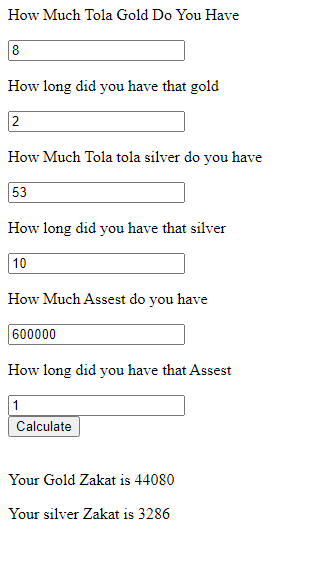 How Much Tola Gold Do You Have
8
How long did you have that gold
2
How Much Tola tola silver do you have
53
How long did you have that silver
10
How Much Assest do you have
600000
How long did you have that Assest
1
Calculate
Your Gold Zakat is 44080
Your silver Zakat is 3286